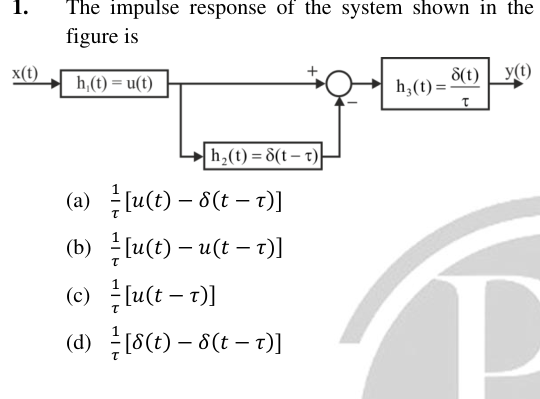 1. The impulse response of the system shown in the
figure is
x(t)
h₁(t) = u(t)
+
−
h₃(t) = δ(t)/τ
y(t)
h₂(t) = δ(t − τ)
(a) 1/τ [u(t) − δ(t − τ)]
(b) 1/τ [u(t) − u(t − τ)]
(c) 1/τ [u(t − τ)]
(d) 1/τ [δ(t) − δ(t − τ)]